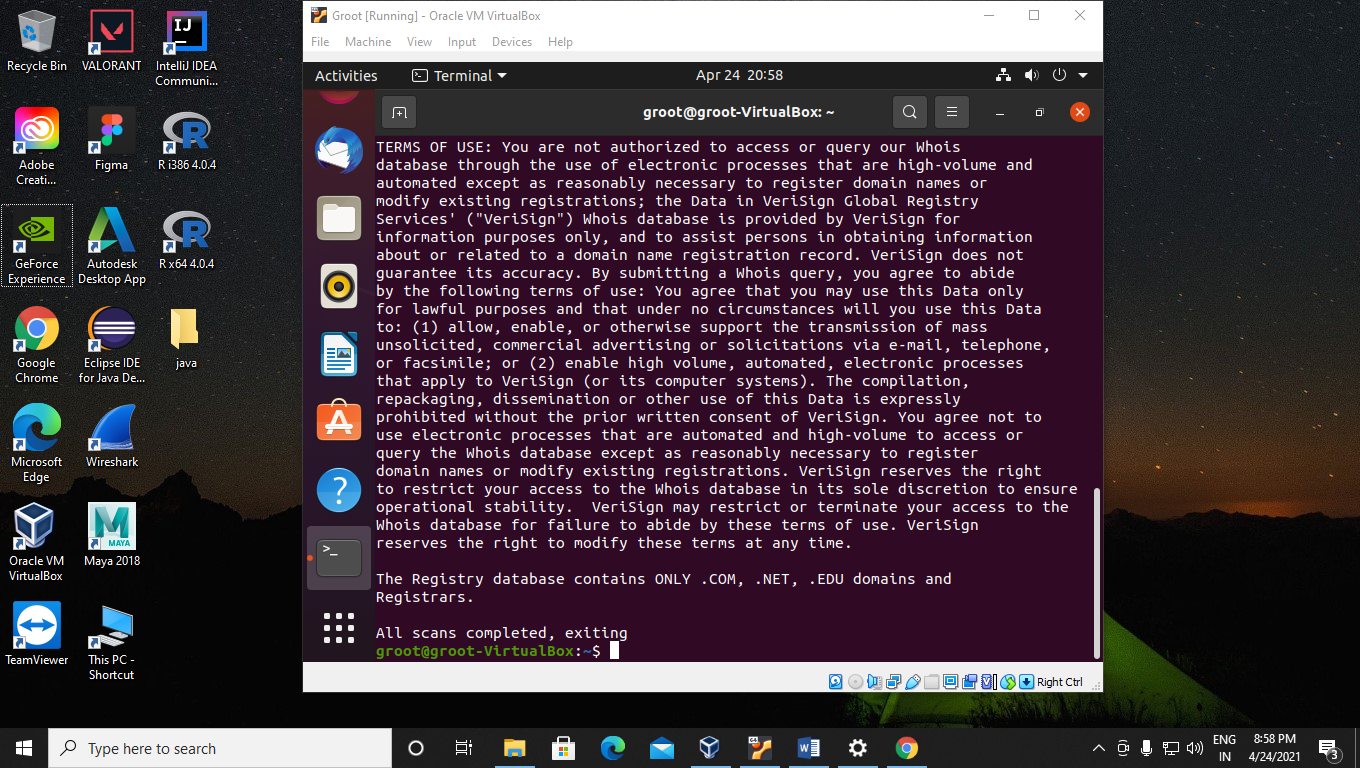 Recycle Bin
VALORANT
IntelliJ IDEA
Communi...
Adobe
Creati...
Figma
R i386 4.0.4
GeForce
Experience
Autodesk
Desktop App
R x64 4.0.4
Google
Chrome
Eclipse IDE
for Java De...
java
Microsoft
Edge
Wireshark
Oracle VM
VirtualBox
Maya 2018
TeamViewer
This PC -
Shortcut
Groot [Running] - Oracle VM VirtualBox
File Machine View Input Devices Help
Activities Terminal Apr 24 20:58
groot@groot-VirtualBox: ~
TERMS OF USE: You are not authorized to access or query our Whois
database through the use of electronic processes that are high-volume and
automated except as reasonably necessary to register domain names or
modify existing registrations; the Data in VeriSign Global Registry
Services' ("VeriSign") Whois database is provided by VeriSign for
information purposes only, and to assist persons in obtaining information
about or related to a domain name registration record. VeriSign does not
guarantee its accuracy. By submitting a Whois query, you agree to abide
by the following terms of use: You agree that you may use this Data only
for lawful purposes and that under no circumstances will you use this Data
to: (1) allow, enable, or otherwise support the transmission of mass
unsolicited, commercial advertising or solicitations via e-mail, telephone,
or facsimile; or (2) enable high volume, automated, electronic processes
that apply to VeriSign (or its computer systems). The compilation,
repackaging, dissemination or other use of this Data is expressly
prohibited without the prior written consent of VeriSign. You agree not to
use electronic processes that are automated and high-volume to access or
query the Whois database except as reasonably necessary to register
domain names or modify existing registrations. VeriSign reserves the right
to restrict your access to the Whois database in its sole discretion to ensure
operational stability.  VeriSign may restrict or terminate your access to the
Whois database for failure to abide by these terms of use. VeriSign
reserves the right to modify these terms at any time.
The Registry database contains ONLY .COM, .NET, .EDU domains and
Registrars.
All scans completed, exiting
groot@groot-VirtualBox:~$
Right Ctrl
Type here to search
ENG
IN
8:58 PM
4/24/2021
3